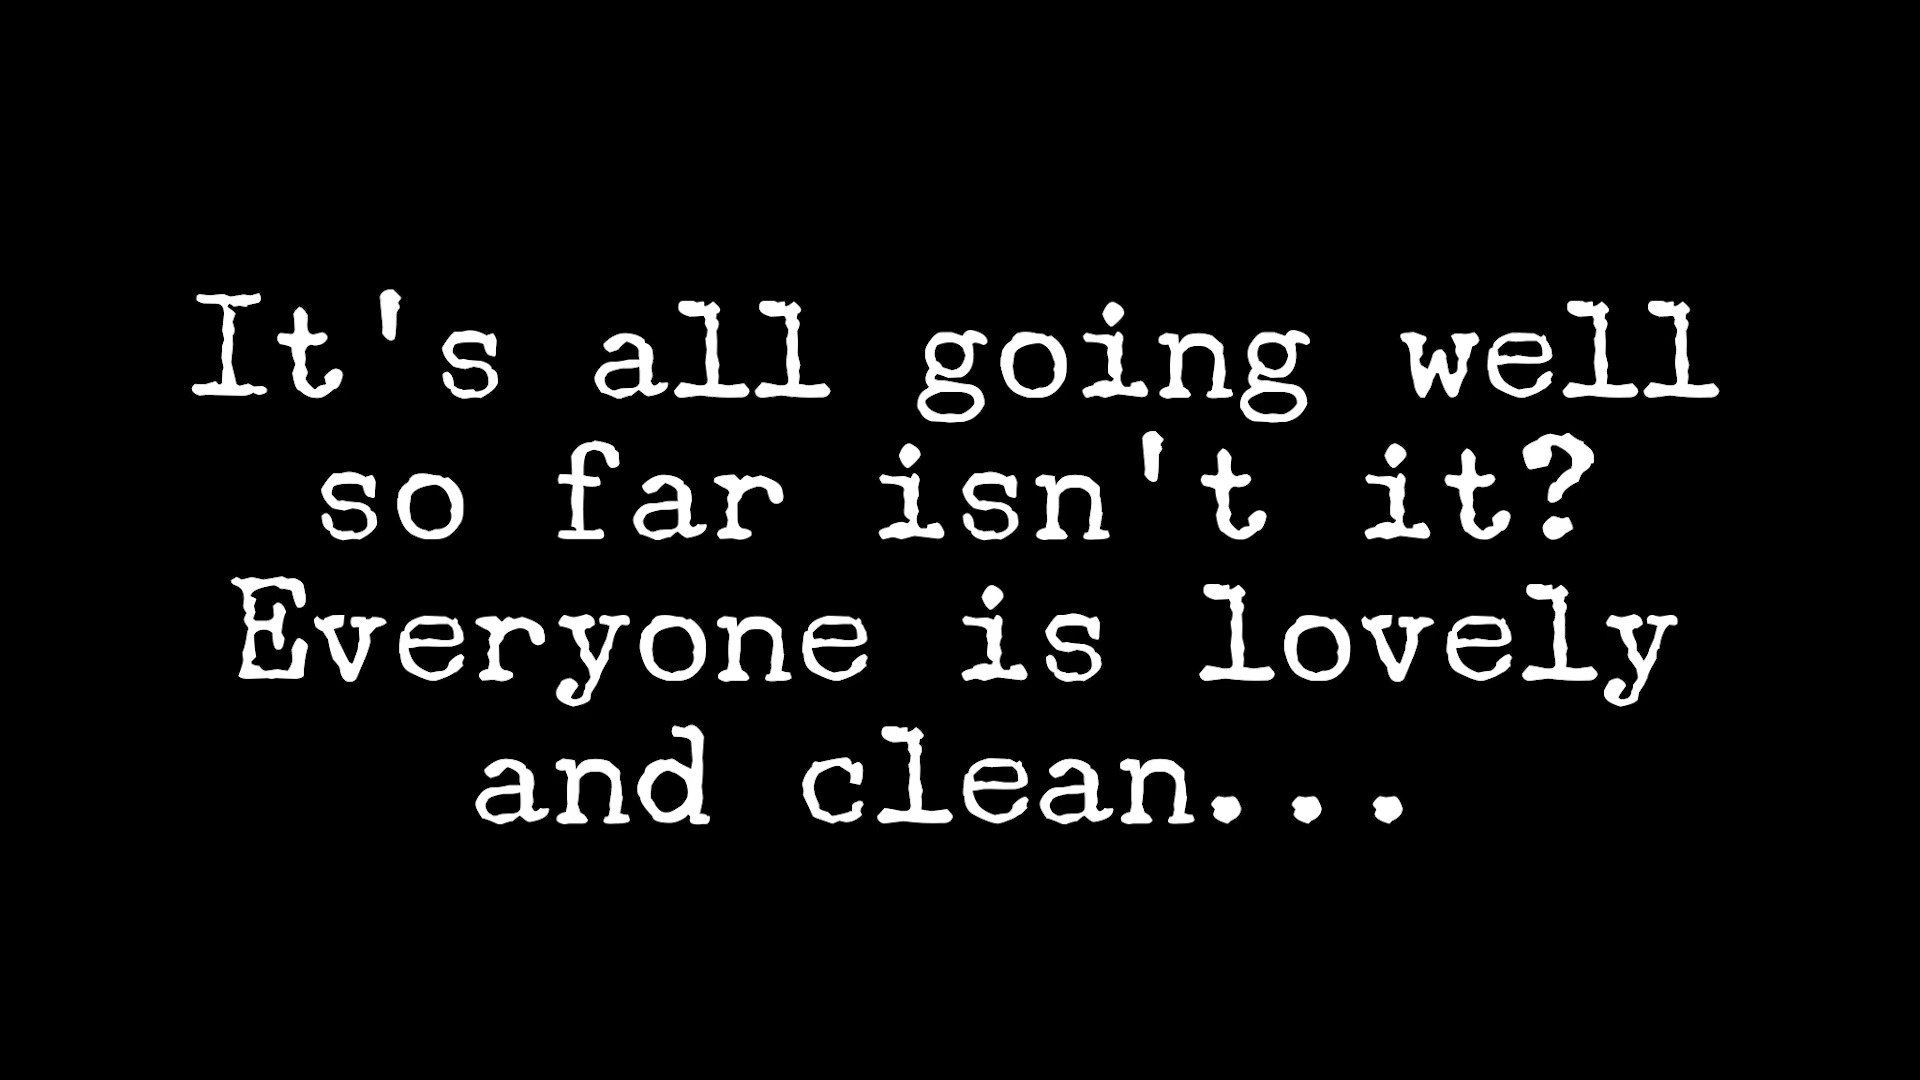 It's all going well
so far isn't it?
Everyone is lovely
and clean...